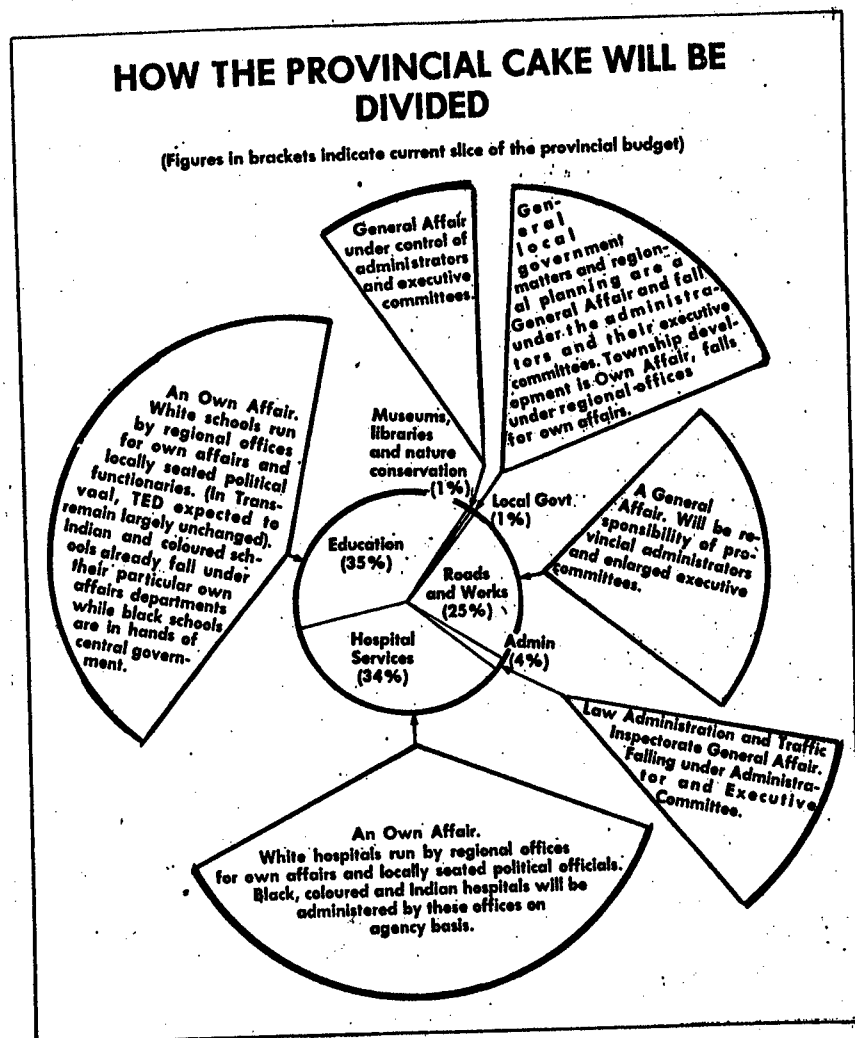 HOW THE PROVINCIAL CAKE WILL BE
DIVIDED
(Figures in brackets indicate current slice of the provincial budget)
General Affair
under control of
administrators
and executive
committees.
Gen-
eral
local
government
matters and region-
al planning are a
General Affair and fall
under the administra-
tors and their executive
committees. Township devel-
opment is Own Affair, falls
under regional offices
for own affairs.
An Own Affair.
White schools run
by regional offices
for own affairs and
locally seated political
functionaries. (In Trans-
vaal, TED expected to
remain largely unchanged).
Indian and coloured sch-
ools already fall under
their particular own
affairs departments
while black schools
are in hands of
central govern-
ment.
Museums,
libraries
and nature
conservation
(1%)
Local Govt
(1%)
A General
Affair. Will be re-
sponsibility of pro-
vincial administrators
and enlarged executive
committees.
Education
(35%)
Roads
and Works
(25%)
Hospital
Services
(34%)
Admin
(4%)
Law Administration and Traffic
Inspectorate General Affair.
Falling under Administra-
tor and Executive
Committee.
An Own Affair.
White hospitals run by regional offices
for own affairs and locally seated political officials.
Black, coloured and Indian hospitals will be
administered by these offices on
agency basis.